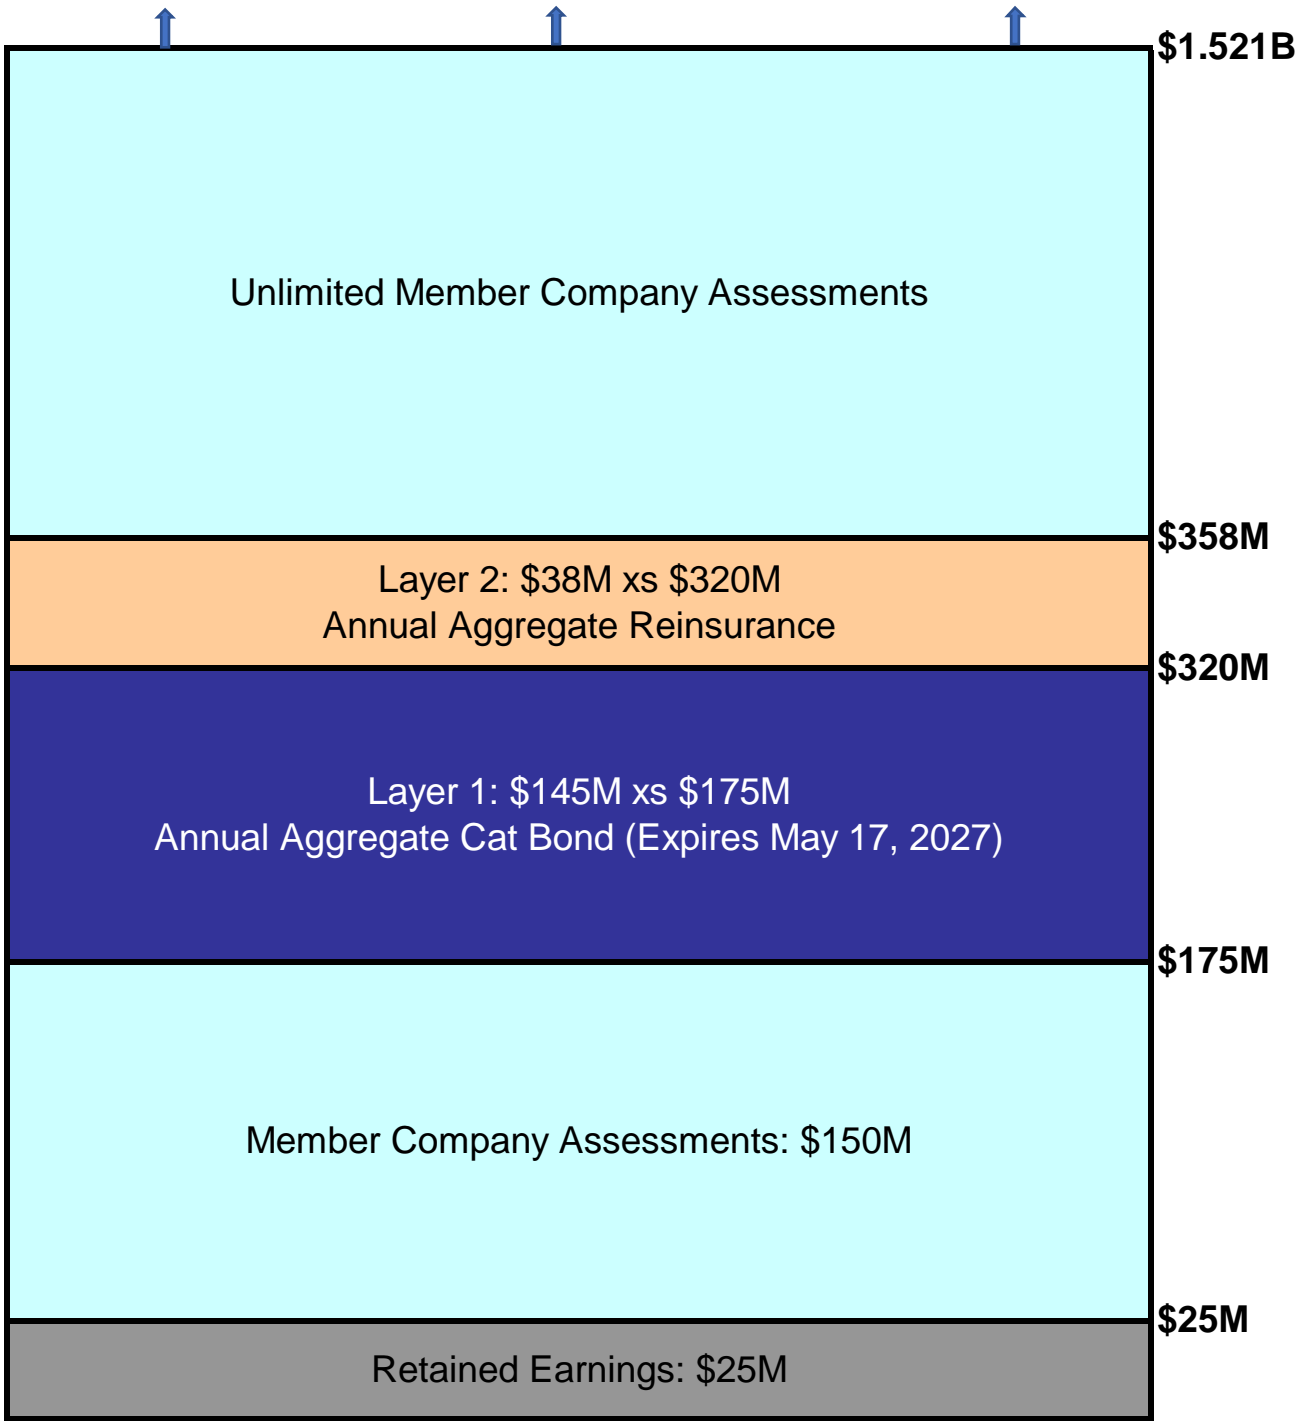 $1.521B
Unlimited Member Company Assessments
$358M
Layer 2: $38M xs $320M
Annual Aggregate Reinsurance
$320M
Layer 1: $145M xs $175M
Annual Aggregate Cat Bond (Expires May 17, 2027)
$175M
Member Company Assessments: $150M
$25M
Retained Earnings: $25M